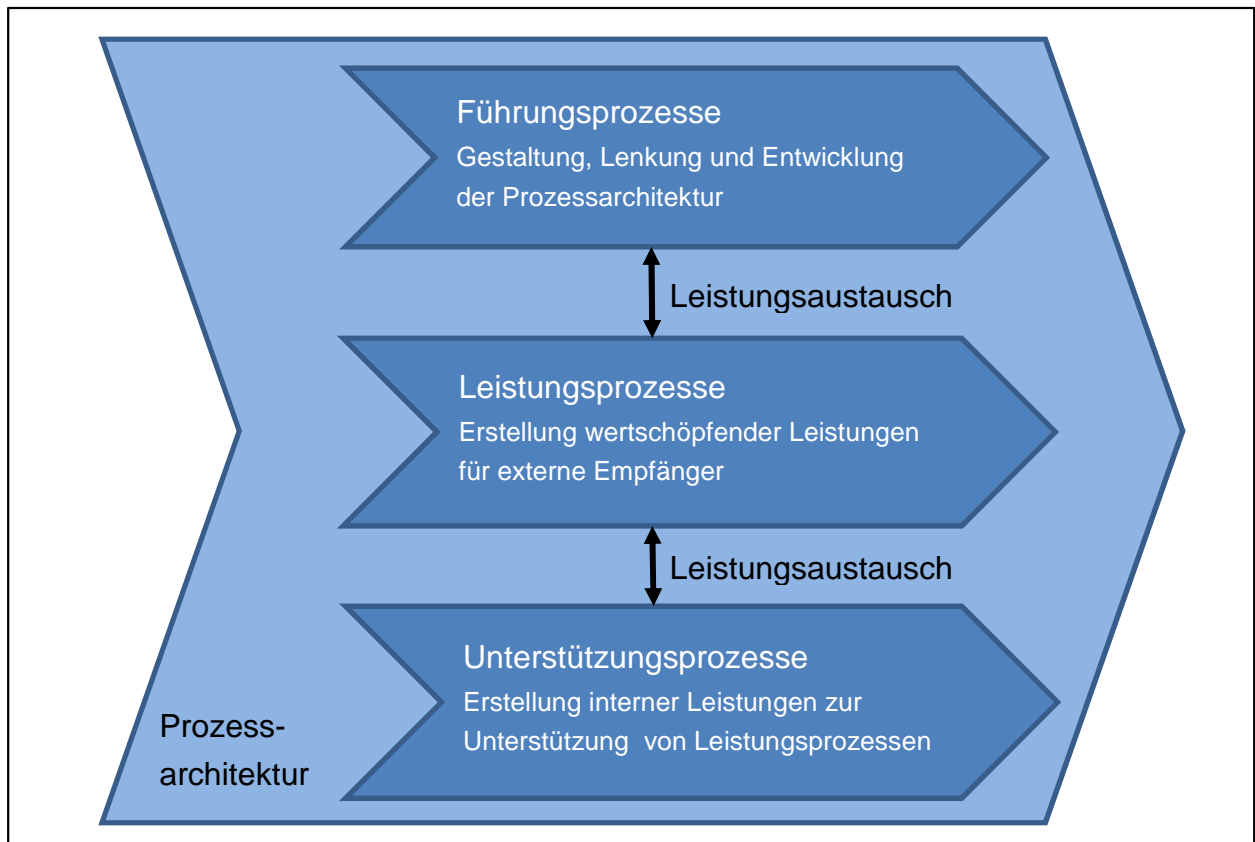 Führungsprozesse
Gestaltung, Lenkung und Entwicklung
der Prozessarchitektur
Leistungsaustausch
Leistungsprozesse
Erstellung wertschöpfender Leistungen
für externe Empfänger
Leistungsaustausch
Unterstützungsprozesse
Erstellung interner Leistungen zur
Unterstützung  von Leistungsprozessen
Prozess-
architektur